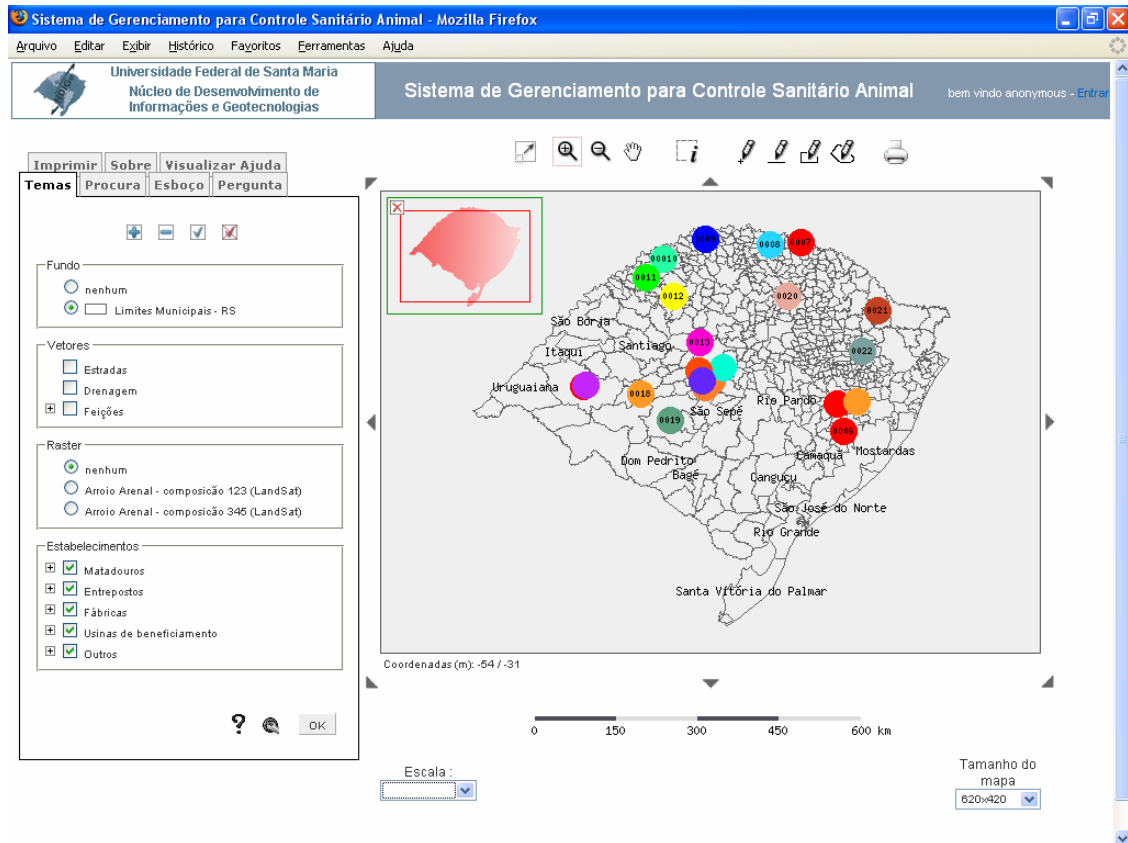 Sistema de Gerenciamento para Controle Sanitário Animal - Mozilla Firefox
Arquivo Editar Exibir Histórico Favoritos Ferramentas Ajuda
Universidade Federal de Santa Maria
Núcleo de Desenvolvimento de
Informações e Geotecnologias
Sistema de Gerenciamento para Controle Sanitário Animal
bem vindo anonymous - Entrar
Imprimir Sobre Visualizar Ajuda
Temas Procura Esboço Pergunta
Fundo
nenhum
Limites Municipais - RS
Vetores
Estradas
Drenagem
Feições
Raster
nenhum
Arroio Arenal - composicão 123 (LandSat)
Arroio Arenal - composicão 345 (LandSat)
Estabelecimentos
Matadouros
Entrepostos
Fábricas
Usinas de beneficiamento
Outros
? OK
0008 0007
00010
0011
0012
0020
0021
São Borja
Santiago
0013
Itaqui
0022
Uruguaiana
0018
Rio Pardo
São Sepé
0019
0006
Mostardas
Camaquã
Dom Pedrito
Bagé
Canguçu
São José do Norte
Rio Grande
Santa Vitória do Palmar
Coordenadas(m): -54 / -31
0 150 300 450 600 km
Escala :
Tamanho do
mapa
620x420